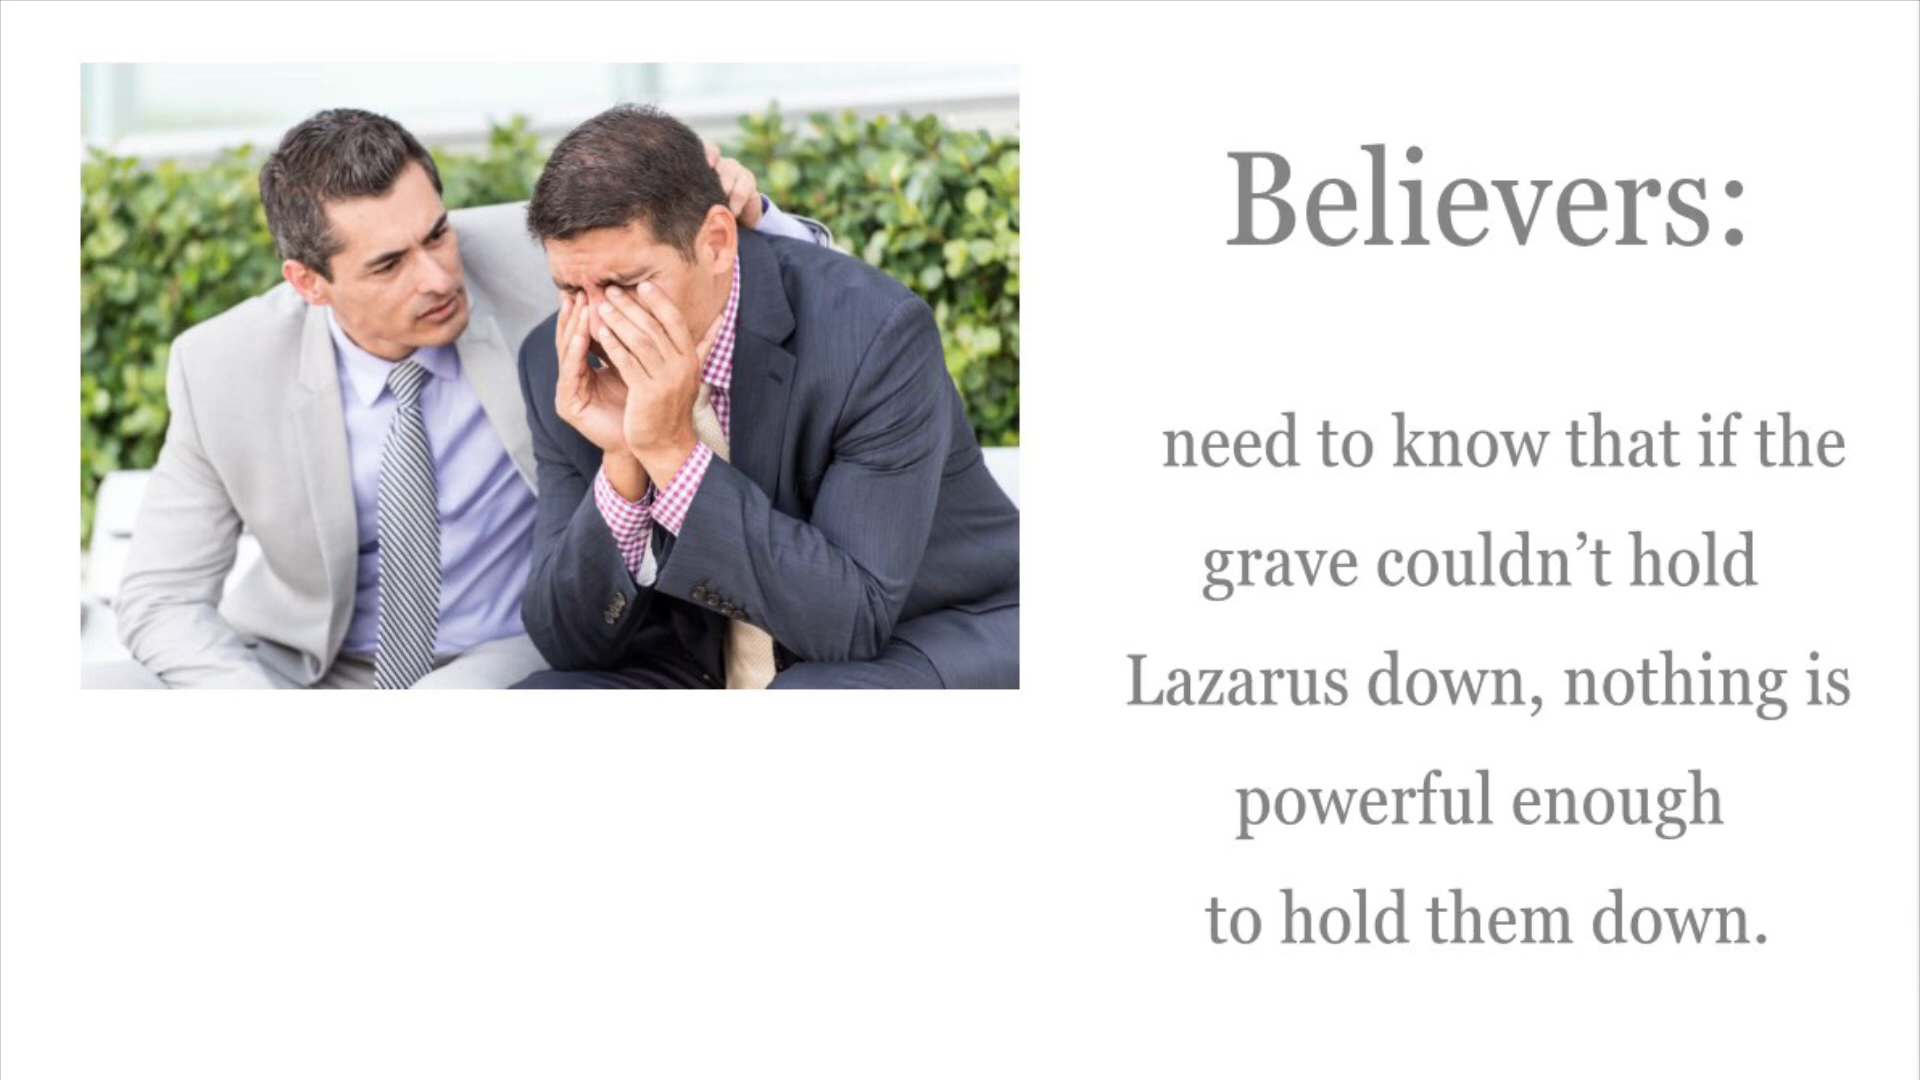 Believers:
need to know that if the
grave couldn’t hold
Lazarus down, nothing is
powerful enough
to hold them down.